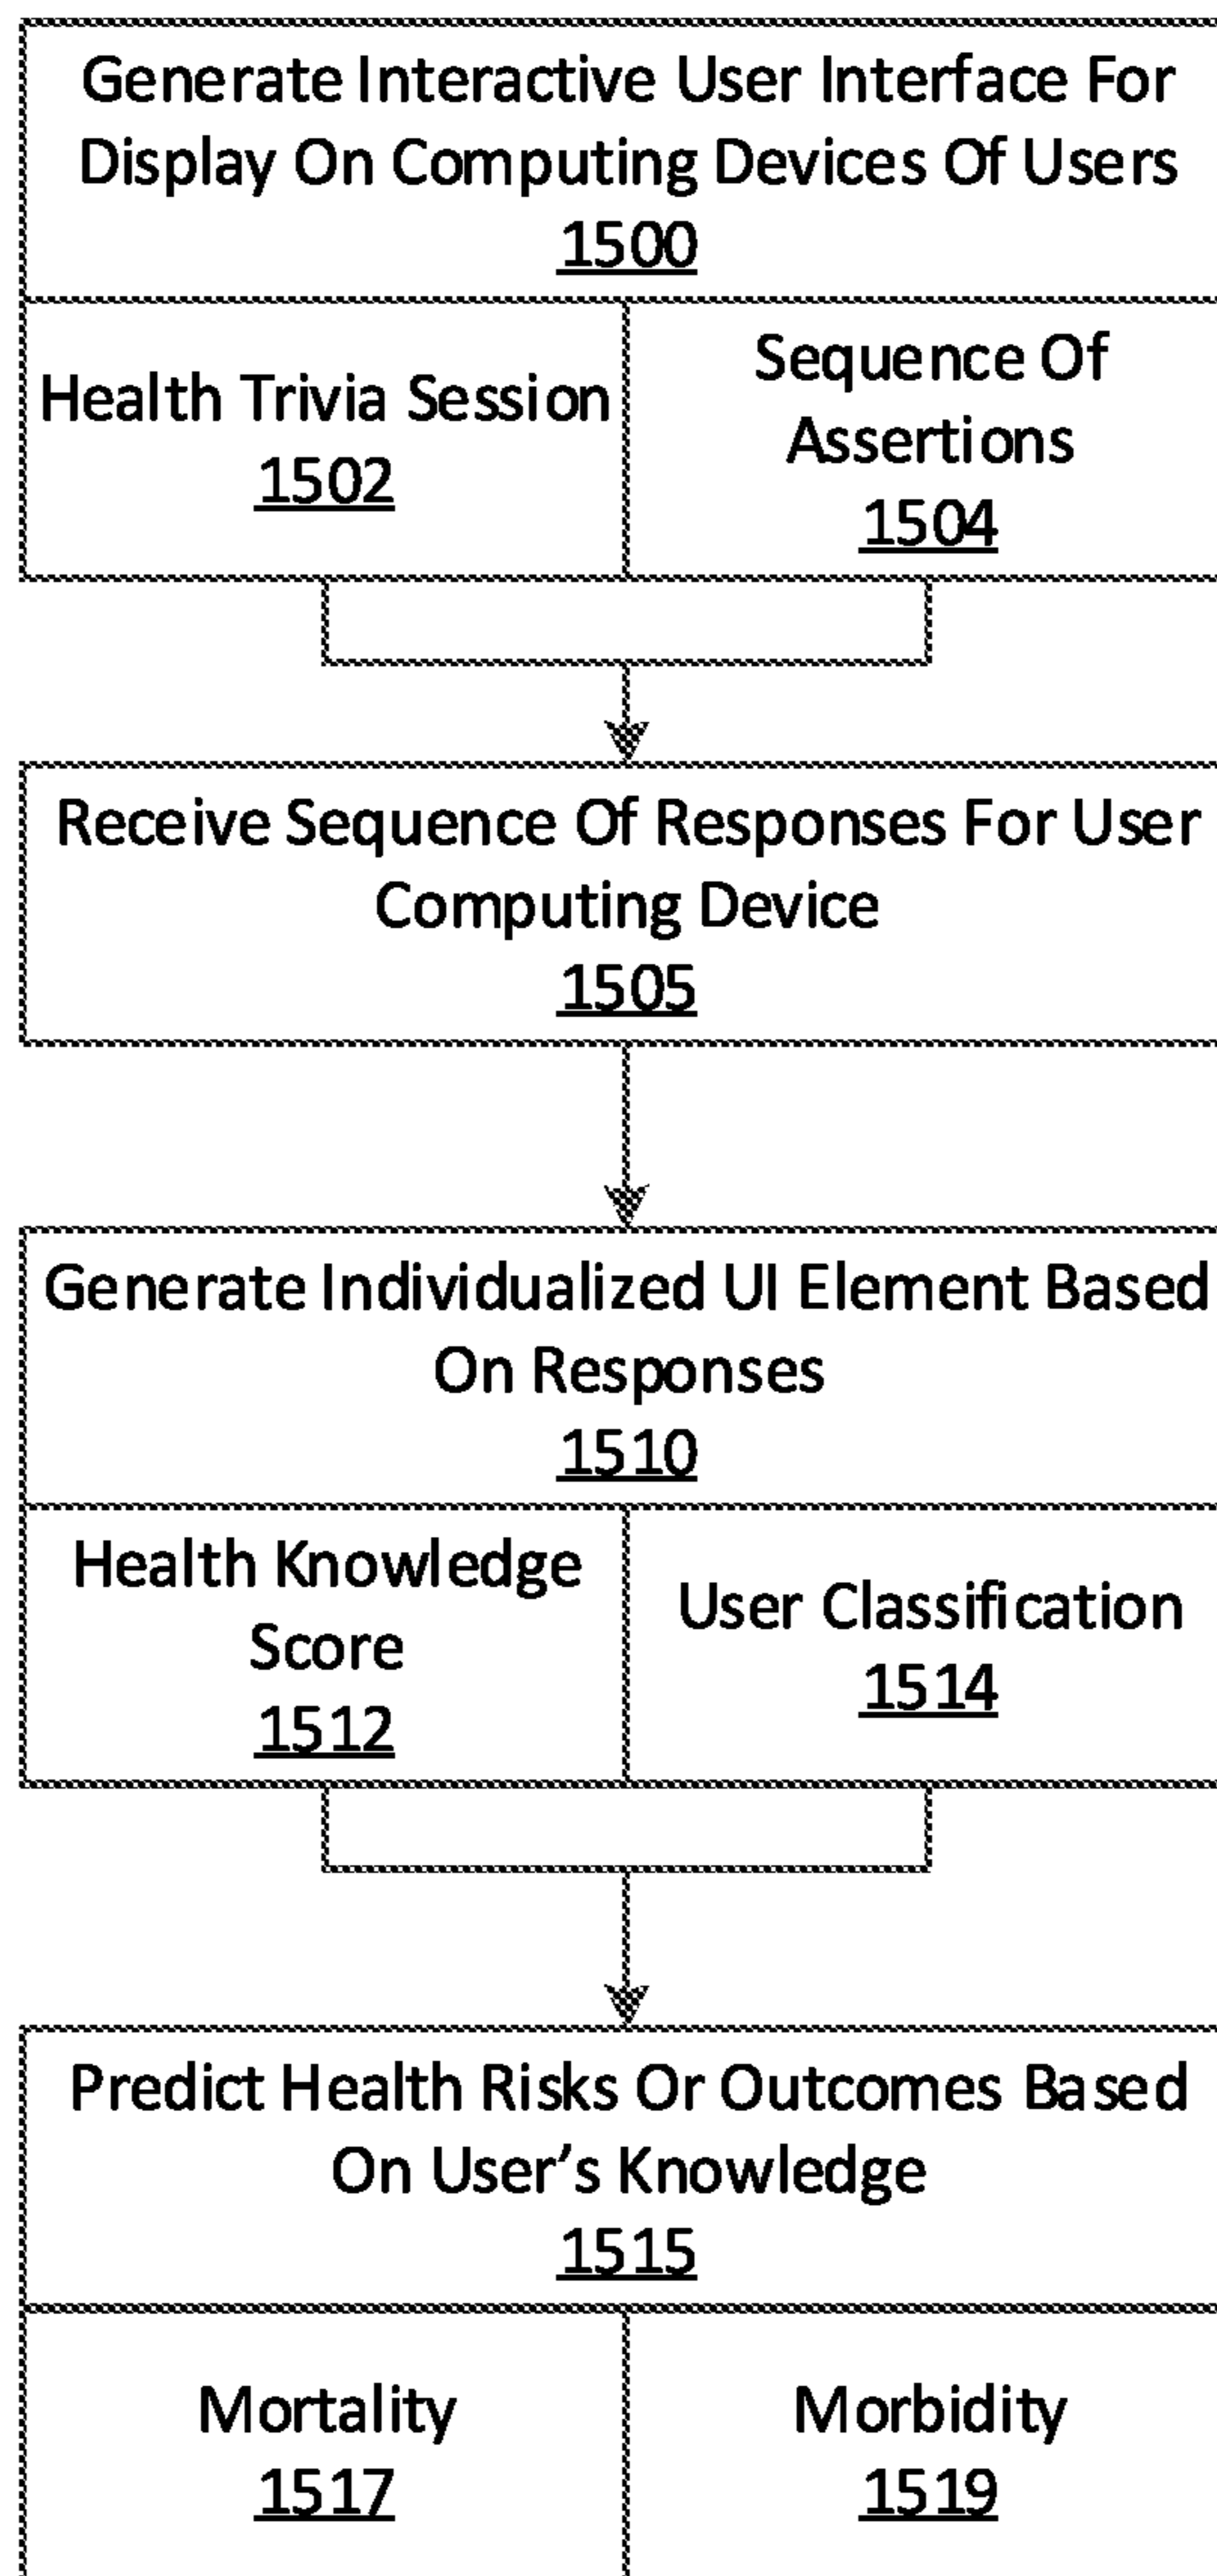 Generate Interactive User Interface For
Display On Computing Devices Of Users
1500
Health Trivia Session
1502
Sequence Of
Assertions
1504
Receive Sequence Of Responses For User
Computing Device
1505
Generate Individualized UI Element Based
On Responses
1510
Health Knowledge
Score
1512
User Classification
1514
Predict Health Risks Or Outcomes Based
On User’s Knowledge
1515
Mortality
1517
Morbidity
1519